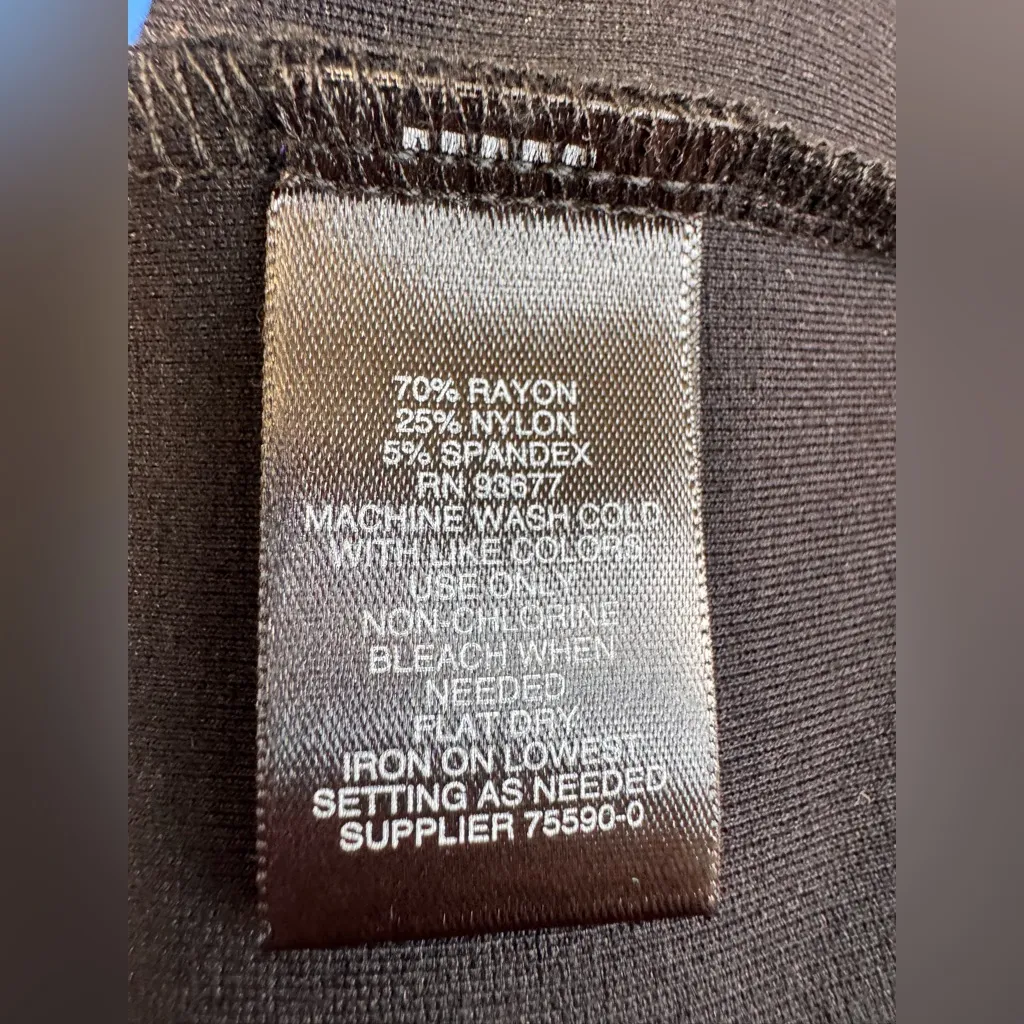 70% RAYON
25% NYLON
5% SPANDEX
RN 93677
MACHINE WASH COLD
WITH LIKE COLORS
USE ONLY
NON-CHLORINE
BLEACH WHEN
NEEDED
FLAT DRY
IRON ON LOWEST
SETTING AS NEEDED
SUPPLIER 75590-0